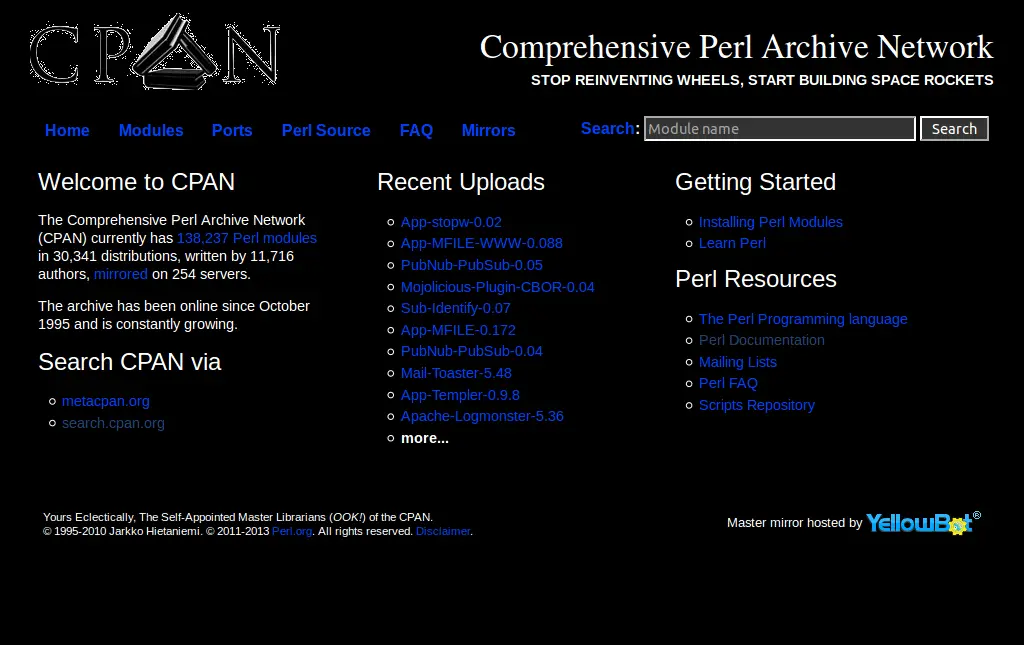 CPAN
Comprehensive Perl Archive Network
STOP REINVENTING WHEELS, START BUILDING SPACE ROCKETS
Home Modules Ports Perl Source FAQ Mirrors Search: Module name Search
Welcome to CPAN
The Comprehensive Perl Archive Network
(CPAN) currently has 138,237 Perl modules
in 30,341 distributions, written by 11,716
authors, mirrored on 254 servers.
The archive has been online since October
1995 and is constantly growing.
Search CPAN via
metacpan.org
search.cpan.org
Recent Uploads
App-stopw-0.02
App-MFILE-WWW-0.088
PubNub-PubSub-0.05
Mojolicious-Plugin-CBOR-0.04
Sub-Identify-0.07
App-MFILE-0.172
PubNub-PubSub-0.04
Mail-Toaster-5.48
App-Templer-0.9.8
Apache-Logmonster-5.36
more...
Getting Started
Installing Perl Modules
Learn Perl
Perl Resources
The Perl Programming language
Perl Documentation
Mailing Lists
Perl FAQ
Scripts Repository
Yours Eclectically, The Self-Appointed Master Librarians (OOK!) of the CPAN.
© 1995-2010 Jarkko Hietaniemi. © 2011-2013 Perl.org. All rights reserved. Disclaimer.
Master mirror hosted by YellowBot®